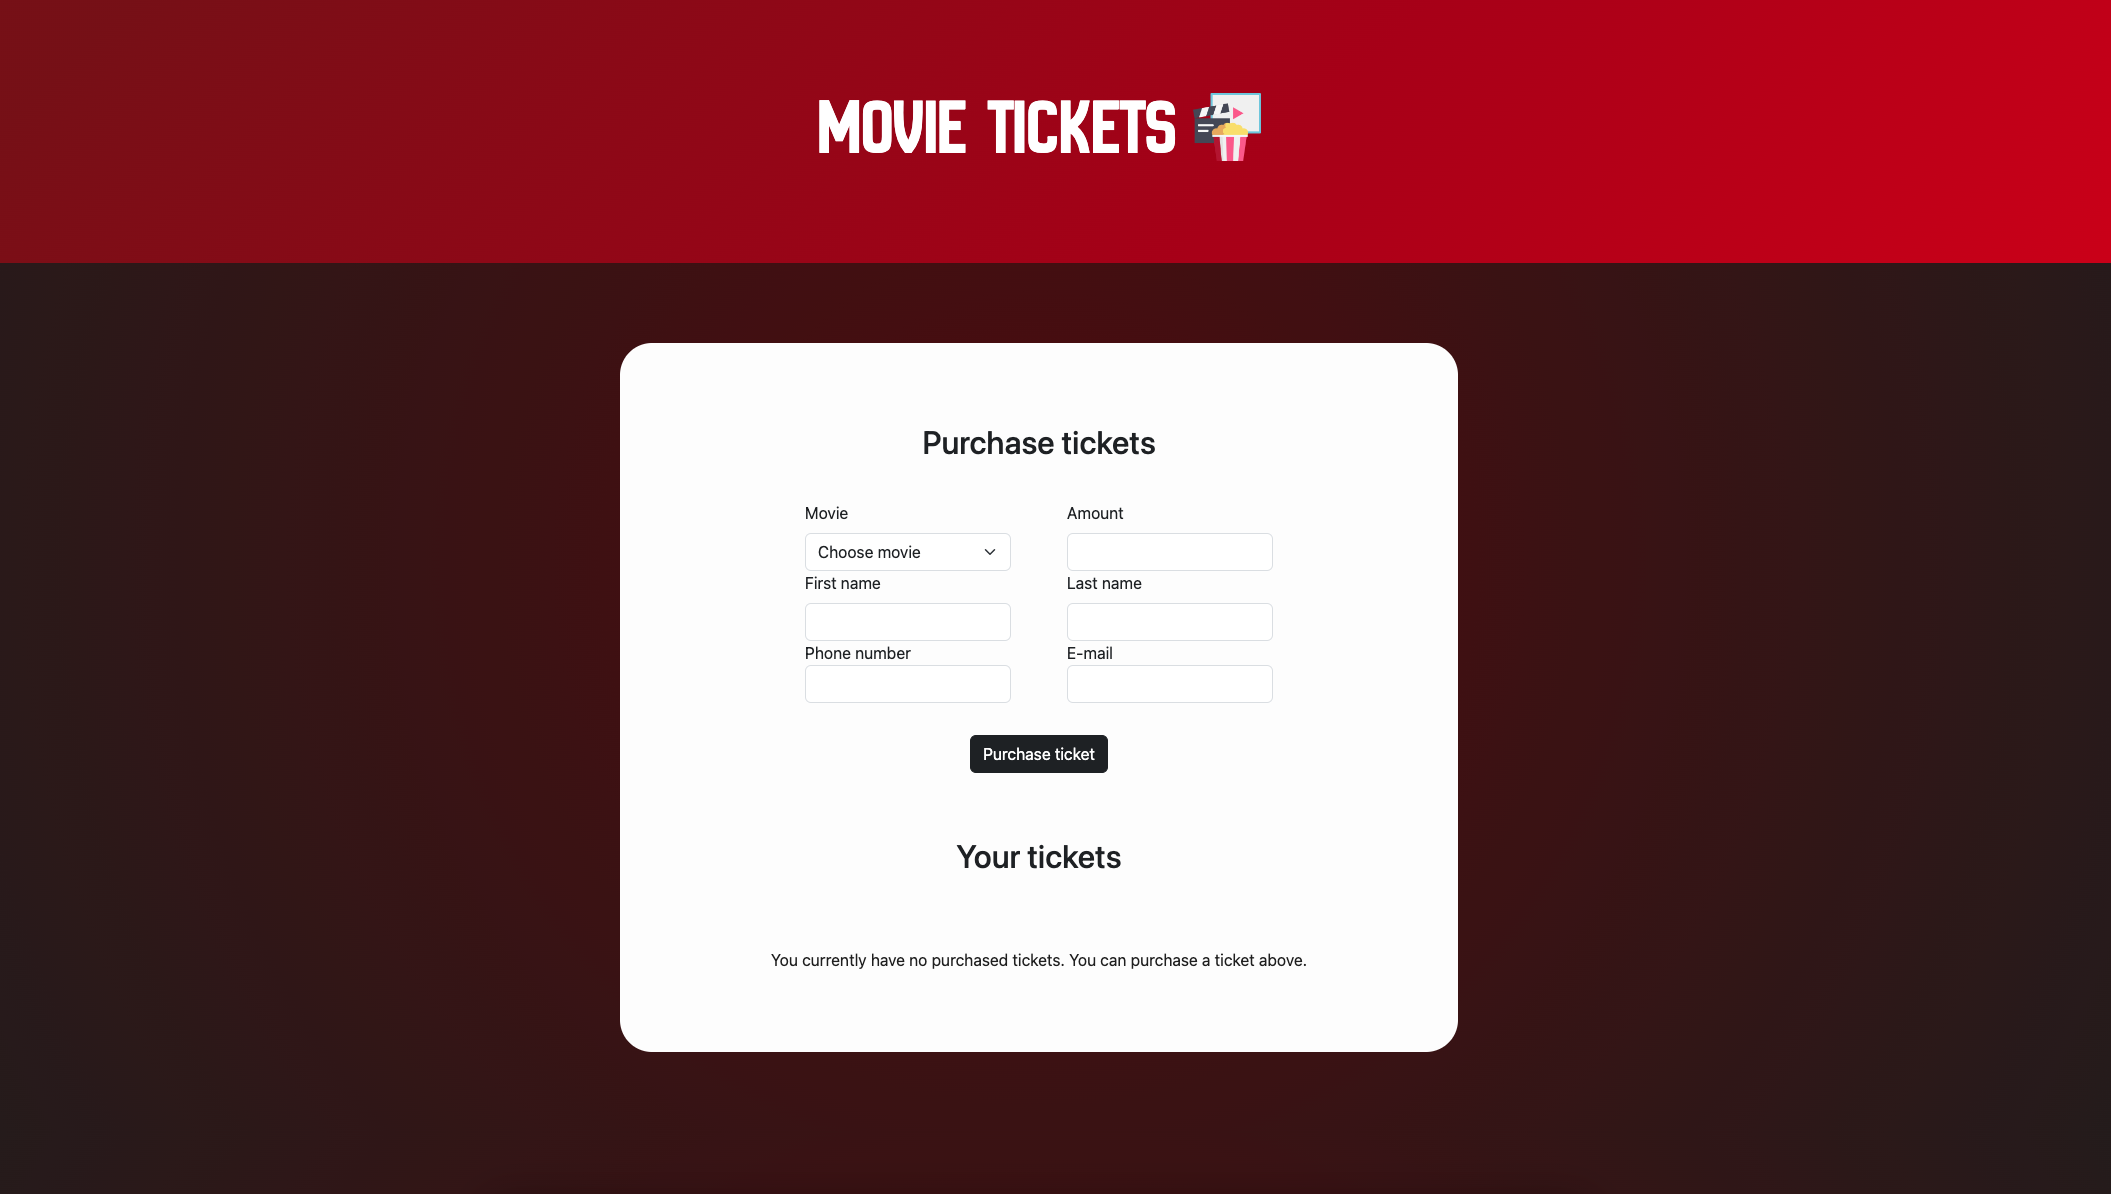 MOVIE TICKETS
Purchase tickets
Movie
Amount
Choose movie
First name
Last name
Phone number
E-mail
Purchase ticket
Your tickets
You currently have no purchased tickets. You can purchase a ticket above.